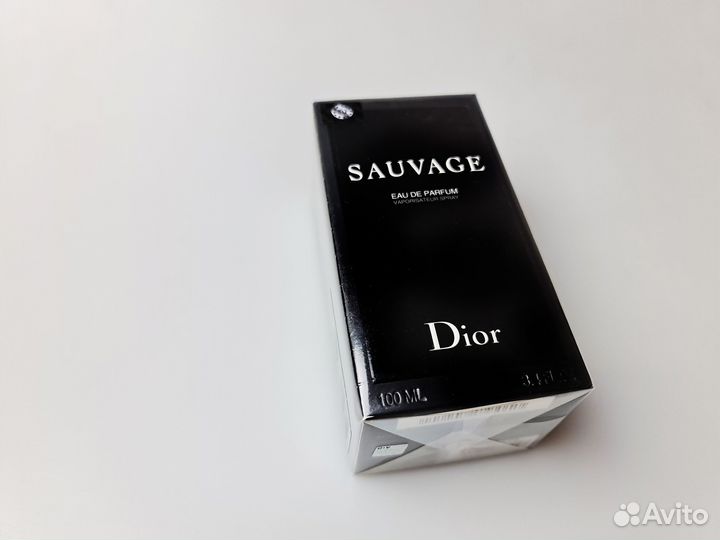 SAUVAGE
EAU DE PARFUM
VAPORISATEUR SPRAY
Dior
100 ML
Avito